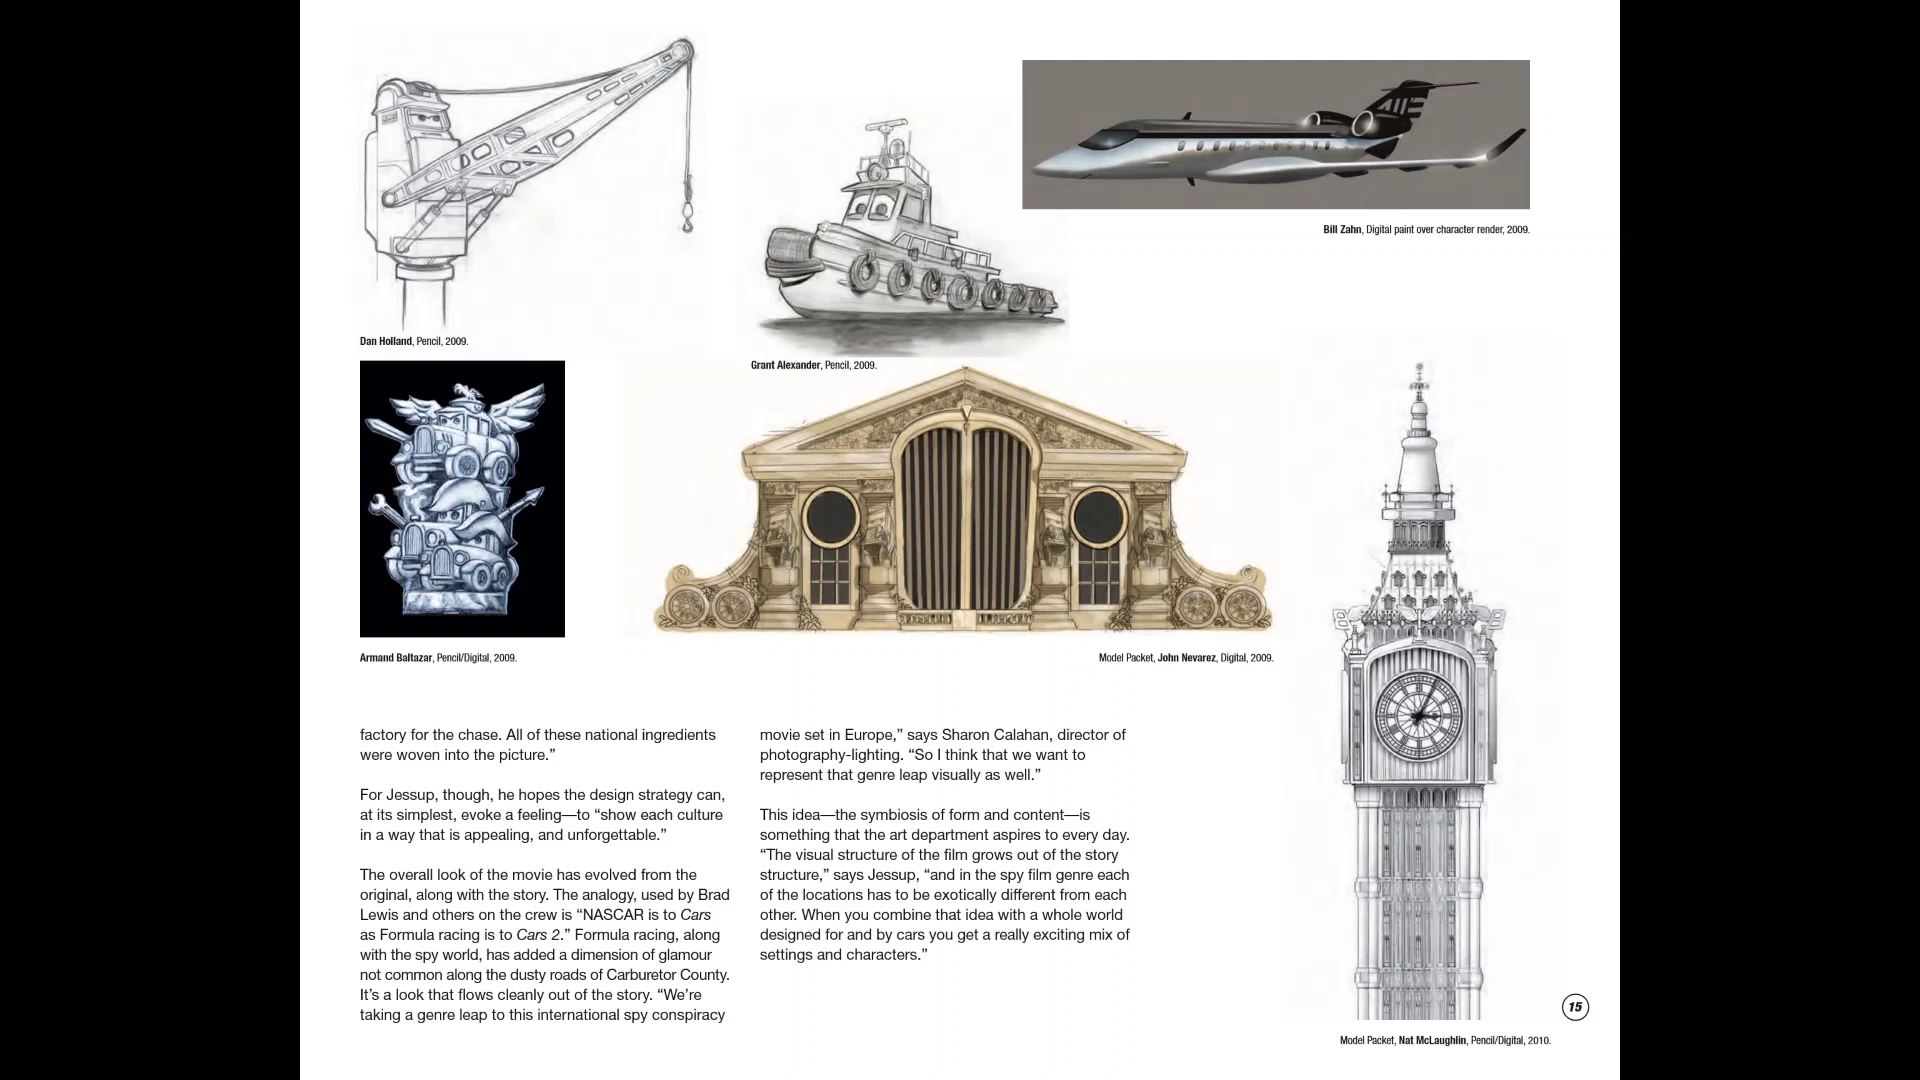 Bill Zahn, Digital paint over character render, 2009.
Dan Holland, Pencil, 2009.
Grant Alexander, Pencil, 2009.
Armand Baltazar, Pencil/Digital, 2009.
Model Packet, John Nevarez, Digital, 2009.
factory for the chase. All of these national ingredients
were woven into the picture.”
For Jessup, though, he hopes the design strategy can,
at its simplest, evoke a feeling—to “show each culture
in a way that is appealing, and unforgettable.”
The overall look of the movie has evolved from the
original, along with the story. The analogy, used by Brad
Lewis and others on the crew is “NASCAR is to Cars
as Formula racing is to Cars 2.” Formula racing, along
with the spy world, has added a dimension of glamour
not common along the dusty roads of Carburetor County.
It’s a look that flows cleanly out of the story. “We’re
taking a genre leap to this international spy conspiracy
movie set in Europe,” says Sharon Calahan, director of
photography-lighting. “So I think that we want to
represent that genre leap visually as well.”
This idea—the symbiosis of form and content—is
something that the art department aspires to every day.
“The visual structure of the film grows out of the story
structure,” says Jessup, “and in the spy film genre each
of the locations has to be exotically different from each
other. When you combine that idea with a whole world
designed for and by cars you get a really exciting mix of
settings and characters.”
15
Model Packet, Nat McLaughlin, Pencil/Digital, 2010.